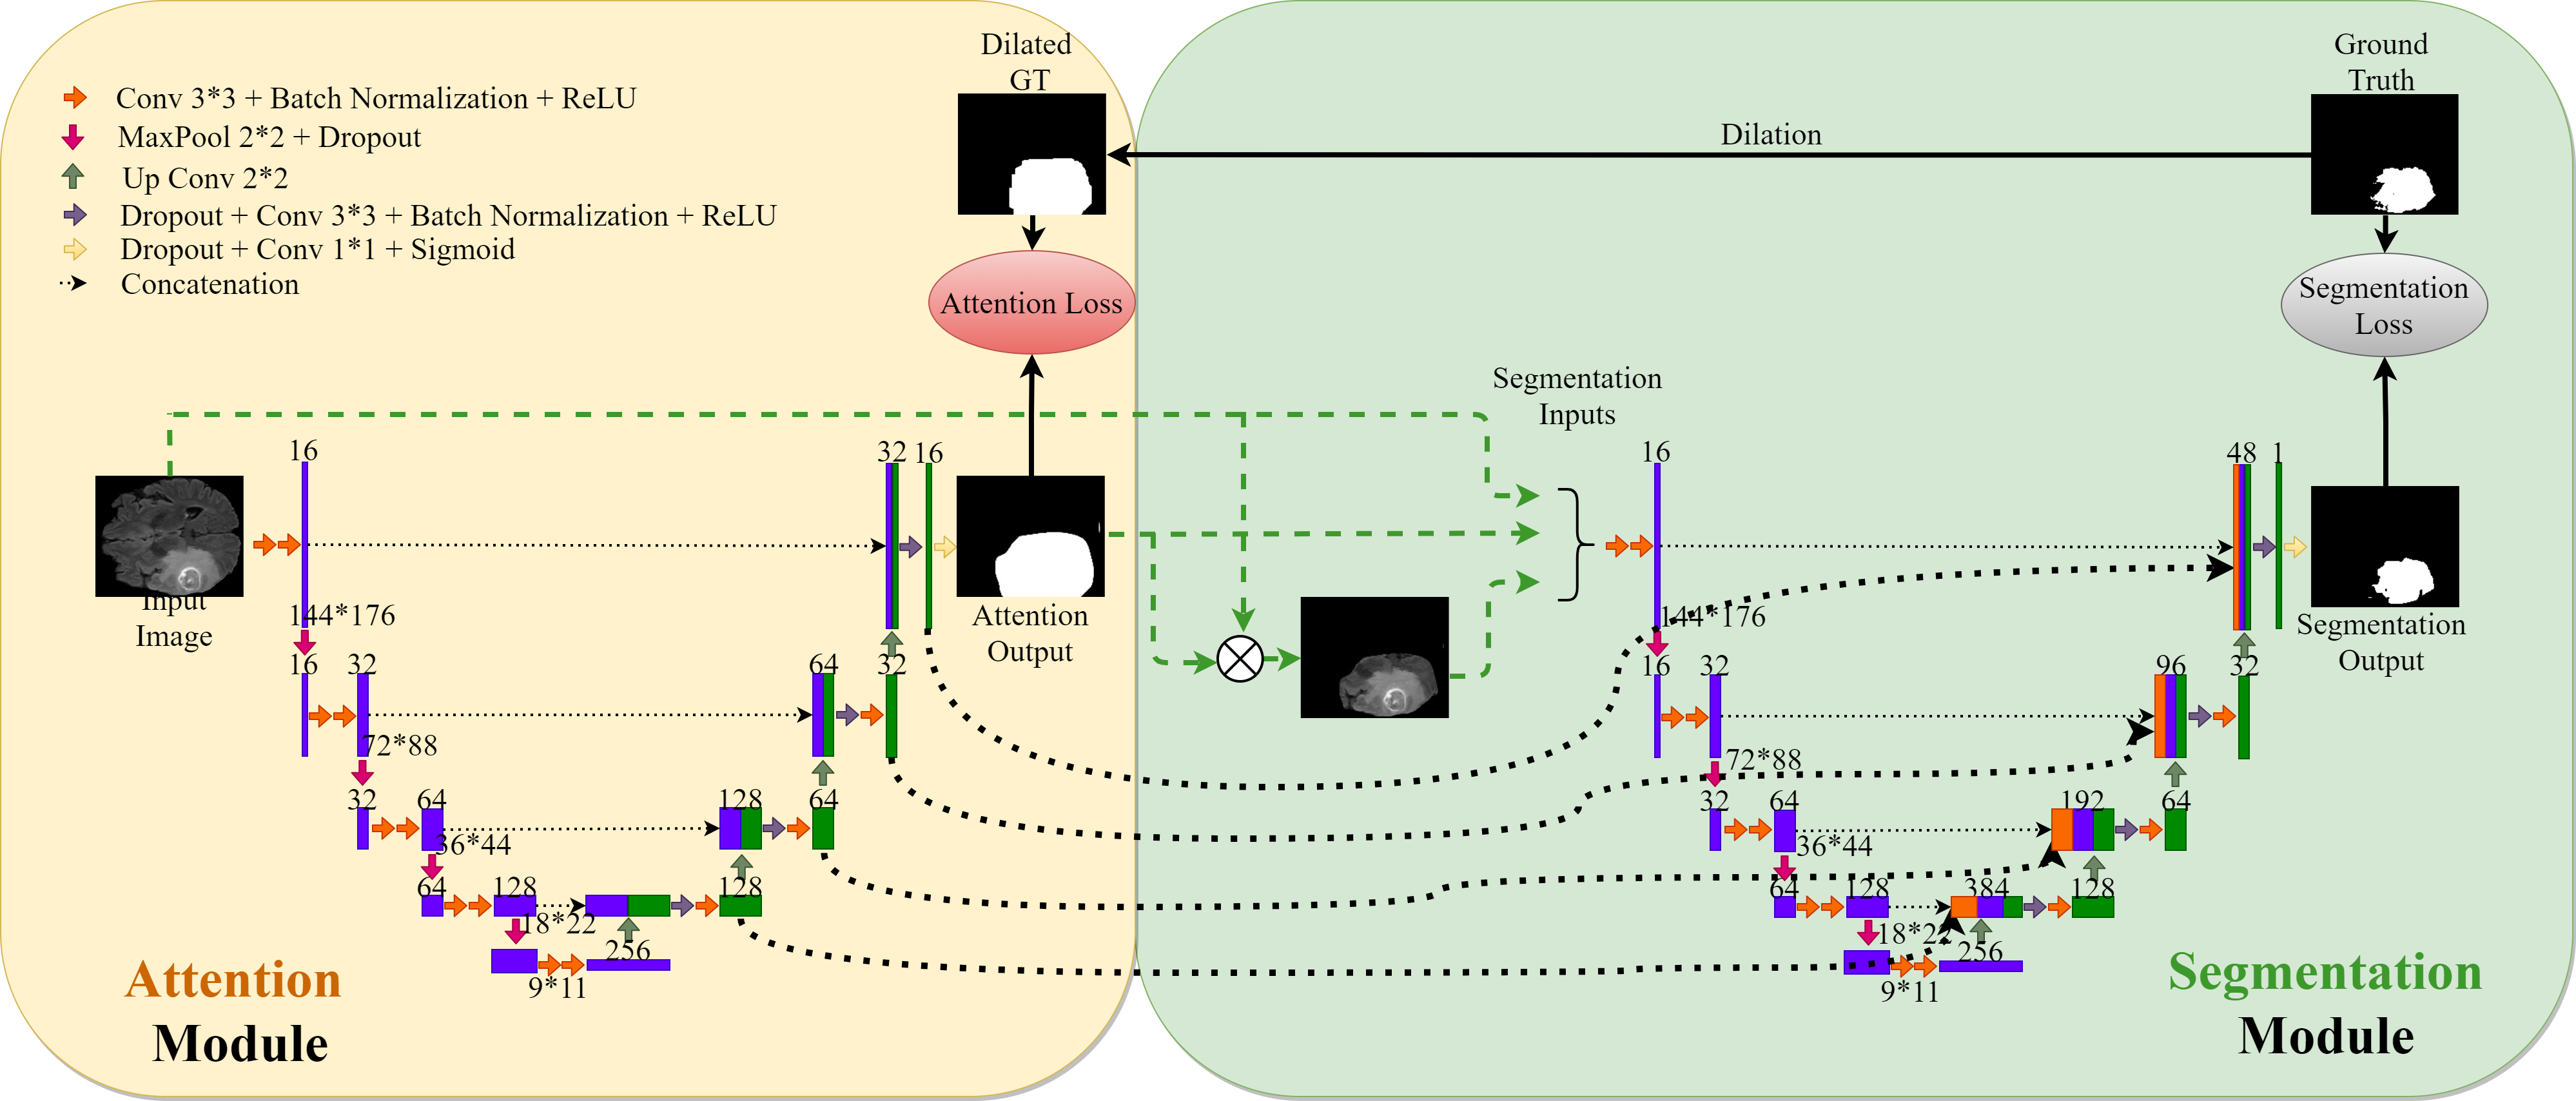 Conv 3*3 + Batch Normalization + ReLU
MaxPool 2*2 + Dropout
Up Conv 2*2
Dropout + Conv 3*3 + Batch Normalization + ReLU
Dropout + Conv 1*1 + Sigmoid
Concatenation
Dilated
GT
Attention Loss
Input
Image
16
144*176
16
32
72*88
32
64
36*44
64
128
18*22
9*11
256
128
128
64
64
32
32
16
Attention
Output
Attention
Module
Dilation
Ground
Truth
Segmentation
Loss
Segmentation
Inputs
16
144*176
16
32
72*88
32
64
36*44
64
128
18*22
9*11
256
384
128
192
64
96
32
48
1
Segmentation
Output
Segmentation
Module